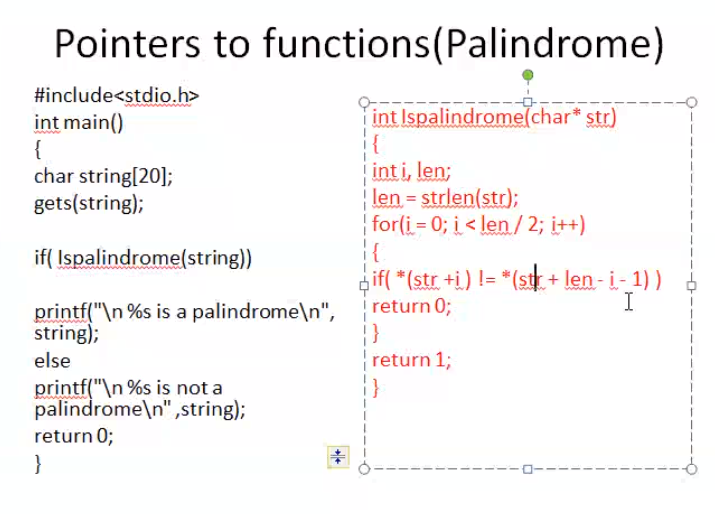 Pointers to functions(Palindrome)
#include<stdio.h>
int main()
{
char string[20];
gets(string);
if( Ispalindrome(string))
printf("\n %s is a palindrome\n",
string);
else
printf("\n %s is not a
palindrome\n" ,string);
return 0;
}
int Ispalindrome(char* str)
{
int i, len;
len = strlen(str);
for(i = 0; i < len / 2; i++)
{
if( *(str +i ) != *(str + len - i - 1) )
return 0;
}
return 1;
}